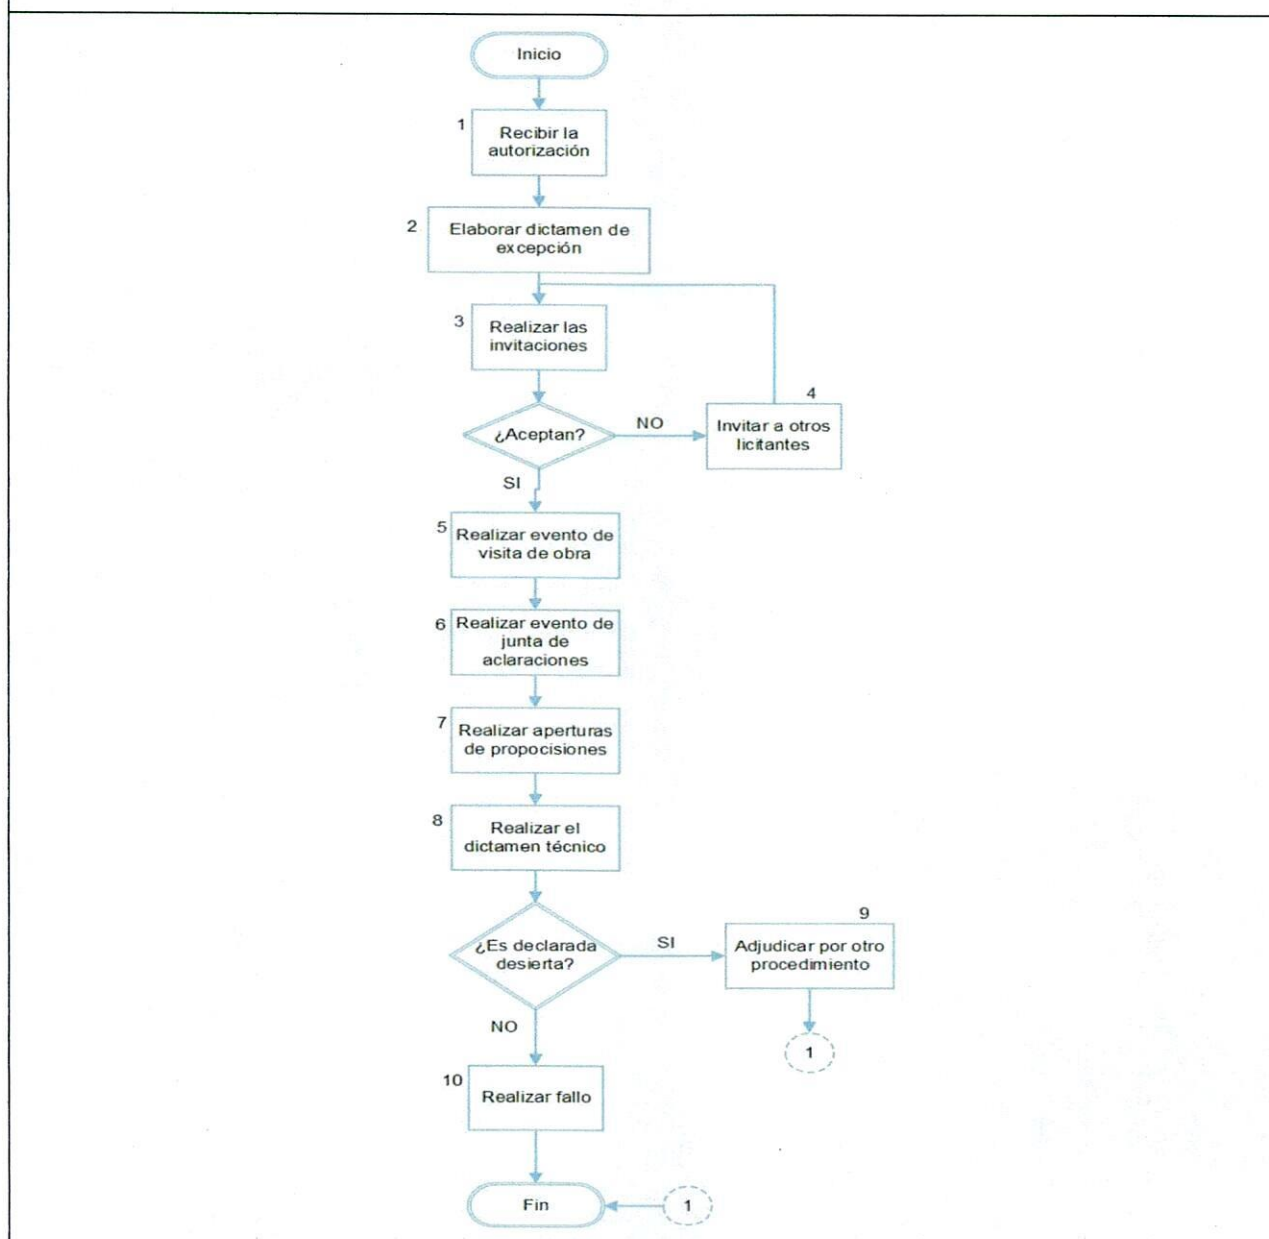 Inicio
1
Recibir la
autorización
2
Elaborar dictamen de
excepción
3
Realizar las
invitaciones
¿Aceptan?
NO
4
Invitar a otros
licitantes
SI
5
Realizar evento de
visita de obra
6
Realizar evento de
junta de
aclaraciones
7
Realizar aperturas
de propocisiones
8
Realizar el
dictamen técnico
¿Es declarada
desierta?
SI
9
Adjudicar por otro
procedimiento
1
NO
10
Realizar fallo
Fin
1